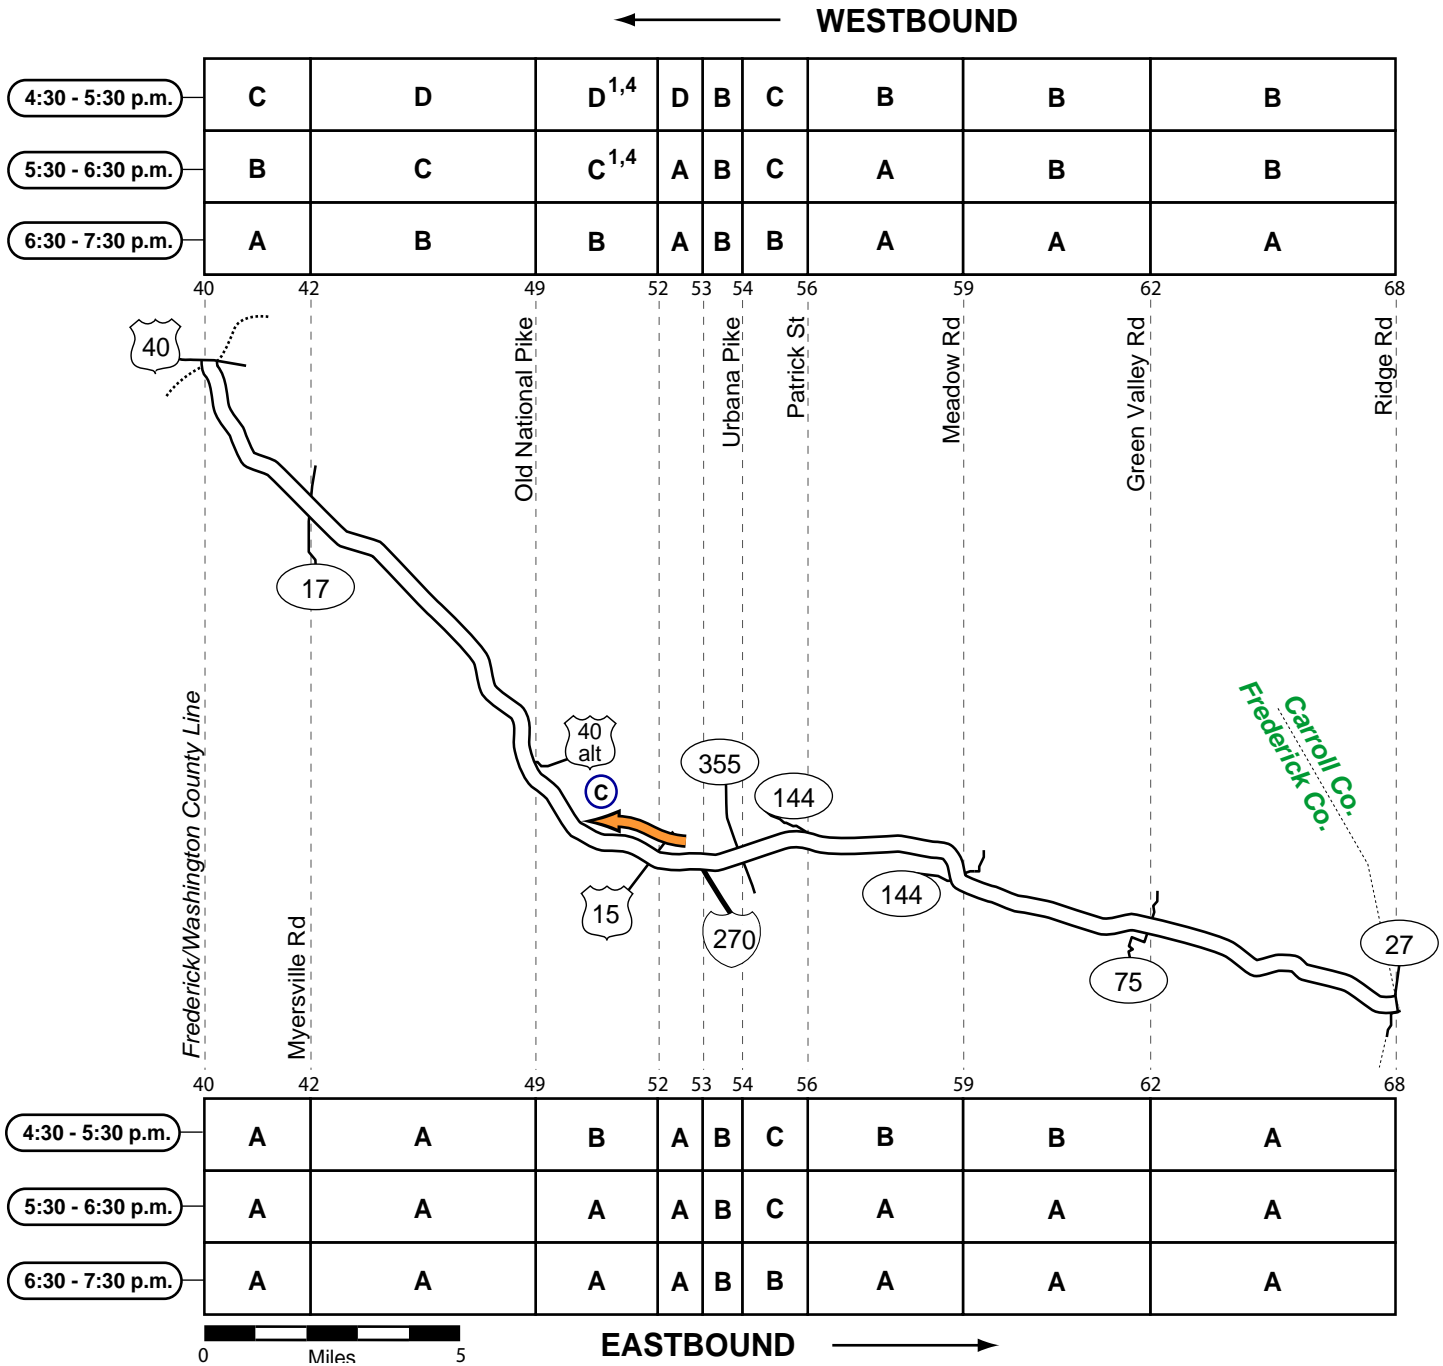 WESTBOUND
4:30 - 5:30 p.m. C D D1,4 D B C B B B
5:30 - 6:30 p.m. B C C1,4 A B C A B B
6:30 - 7:30 p.m. A B B A B B A A A
40 42 49 52 53 54 56 59 62 68
Old National Pike
Urbana Pike
Patrick St
Meadow Rd
Green Valley Rd
Ridge Rd
40
17
Frederick/Washington County Line
Myersville Rd
40
alt
C
355
144
15
270
144
75
27
Carroll Co.
Frederick Co.
40 42 49 52 53 54 56 59 62 68
4:30 - 5:30 p.m. A A B A B C B B A
5:30 - 6:30 p.m. A A A A B C A A A
6:30 - 7:30 p.m. A A A A B B A A A
0 Miles 5
EASTBOUND